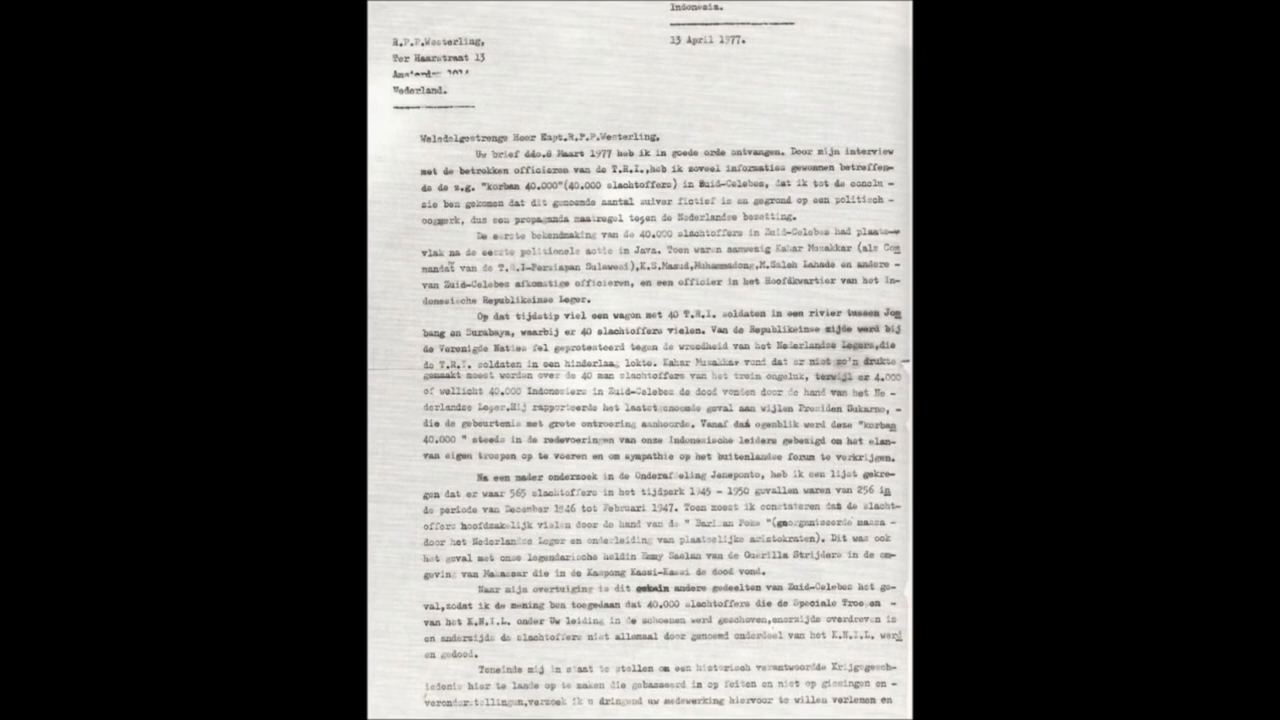 Indonesia.
13 April 1977.
R.P.P.Westerling,
Ter Haarstraat 13
Amsterdam
Nederland.
Weledelgestrenge Heer Kapt.R.P.P.Westerling.
Uw brief ddo.8 Maart 1977 heb ik in goede orde ontvangen. Door mijn interview
met de betrokken officieren van de T.R.I.,heb ik zoveel informaties gewonnen betreffen-
de de z.g. "korban 40.000"(40.000 slachtoffers) in Zuid-Celebes, dat ik tot de conclu -
sie ben gekomen dat dit genoemde aantal zuiver fictief is en gegrond op een politisch -
oogmerk, dus een propaganda maatregel tegen de Nederlandse bezetting.
De eerste bekendmaking van de 40.000 slachtoffers in Zuid-Celebes had plaats-
vlak na de eerste politionele actie in Java. Toen waren aanwezig Kahar Muzakkar (als Com
mandat van de T.R.I-Persiapan Sulawesi),K.S.Masud,Muhammadong,M.Saleh Lahade en andere -
van Zuid-Celebes afkomstige officieren, en een officier in het Hoofdkwartier van het In-
donesische Republikeinse Leger.
Op dat tijdstip viel een wagon met 40 T.R.I. soldaten in een rivier tussen Jom
bang en Surabaya, waarbij er 40 slachtoffers vielen. Van de Republikeinse zijde werd bij
de Verenigde Naties fel geprotesteerd tegen de wreedheid van het Nederlandse Legers,die
de T.R.I. soldaten in een hinderlaag lokte. Kahar Muzakkar vond dat er niet zo'n drukte -
gemaakt moest worden over de 40 man slachtoffers van het trein ongeluk, terwijl er 4.000
of wellicht 40.000 Indonesiers in Zuid-Celebes de dood vonden door de hand van het Ne -
derlandse Leger.Hij rapporteerde het laatstgenoemde geval aan wijlen Presiden Sukarno, -
die de gebeurtenis met grote ontroering aanhoorde. Vanaf dat ogenblik werd deze "korban
40.000 " steeds in de redevoeringen van onze Indonesische leiders gebezigd om het elan-
van eigen troepen op te voeren en om sympathie op het buitenlandse forum te verkrijgen.
Na een nader onderzoek in de Onderafdeling Jeneponto, heb ik een lijst gekre-
gen dat er waar 565 slachtoffers in het tijdperk 1945 - 1950 gevallen waren van 256 in
de periode van December 1946 tot Februari 1947. Toen moest ik constateren dat de slacht-
offers hoofdzakelijk vielen door de hand van de " Barisan Poke "(georganiseerde massa -
door het Nederlandse Leger en onderleiding van plaatselijke aristokraten). Dit was ook
het geval met onze legendarische heldin Emmy Saelan van de Guerilla Strijders in de om-
geving van Makassar die in de Kampong Kassi-Kassi de dood vond.
Naar mijn overtuiging is dit andere gedeelten van Zuid-Celebes het ge-
val,zodat ik de mening ben toegedaan dat 40.000 slachtoffers die de Speciale Troepen -
van het K.N.I.L. onder Uw leiding in de schoenen werd geschoven,enerzijds overdreven is
en anderzijds de slachtoffers niet allemaal door genoemd onderdeel van het K.N.I.L. werd
en gedood.
Teneinde mij in staat te stellen om een historisch verantwoordde Krijgsgesch-
iedenis hier te lande op te maken die gebasseerd in op feiten en niet op gissingen en -
veronderstellingen,verzoek ik u dringend uw medewerking hiervoor te willen verlenen en